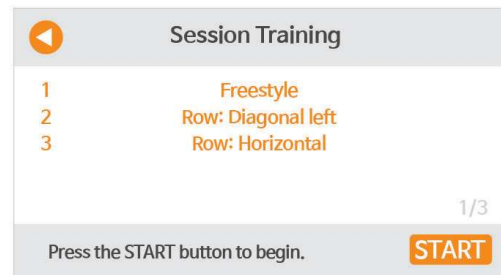 Session Training
1 Freestyle
2 Row: Diagonal left
3 Row: Horizontal
1/3
Press the START button to begin. START